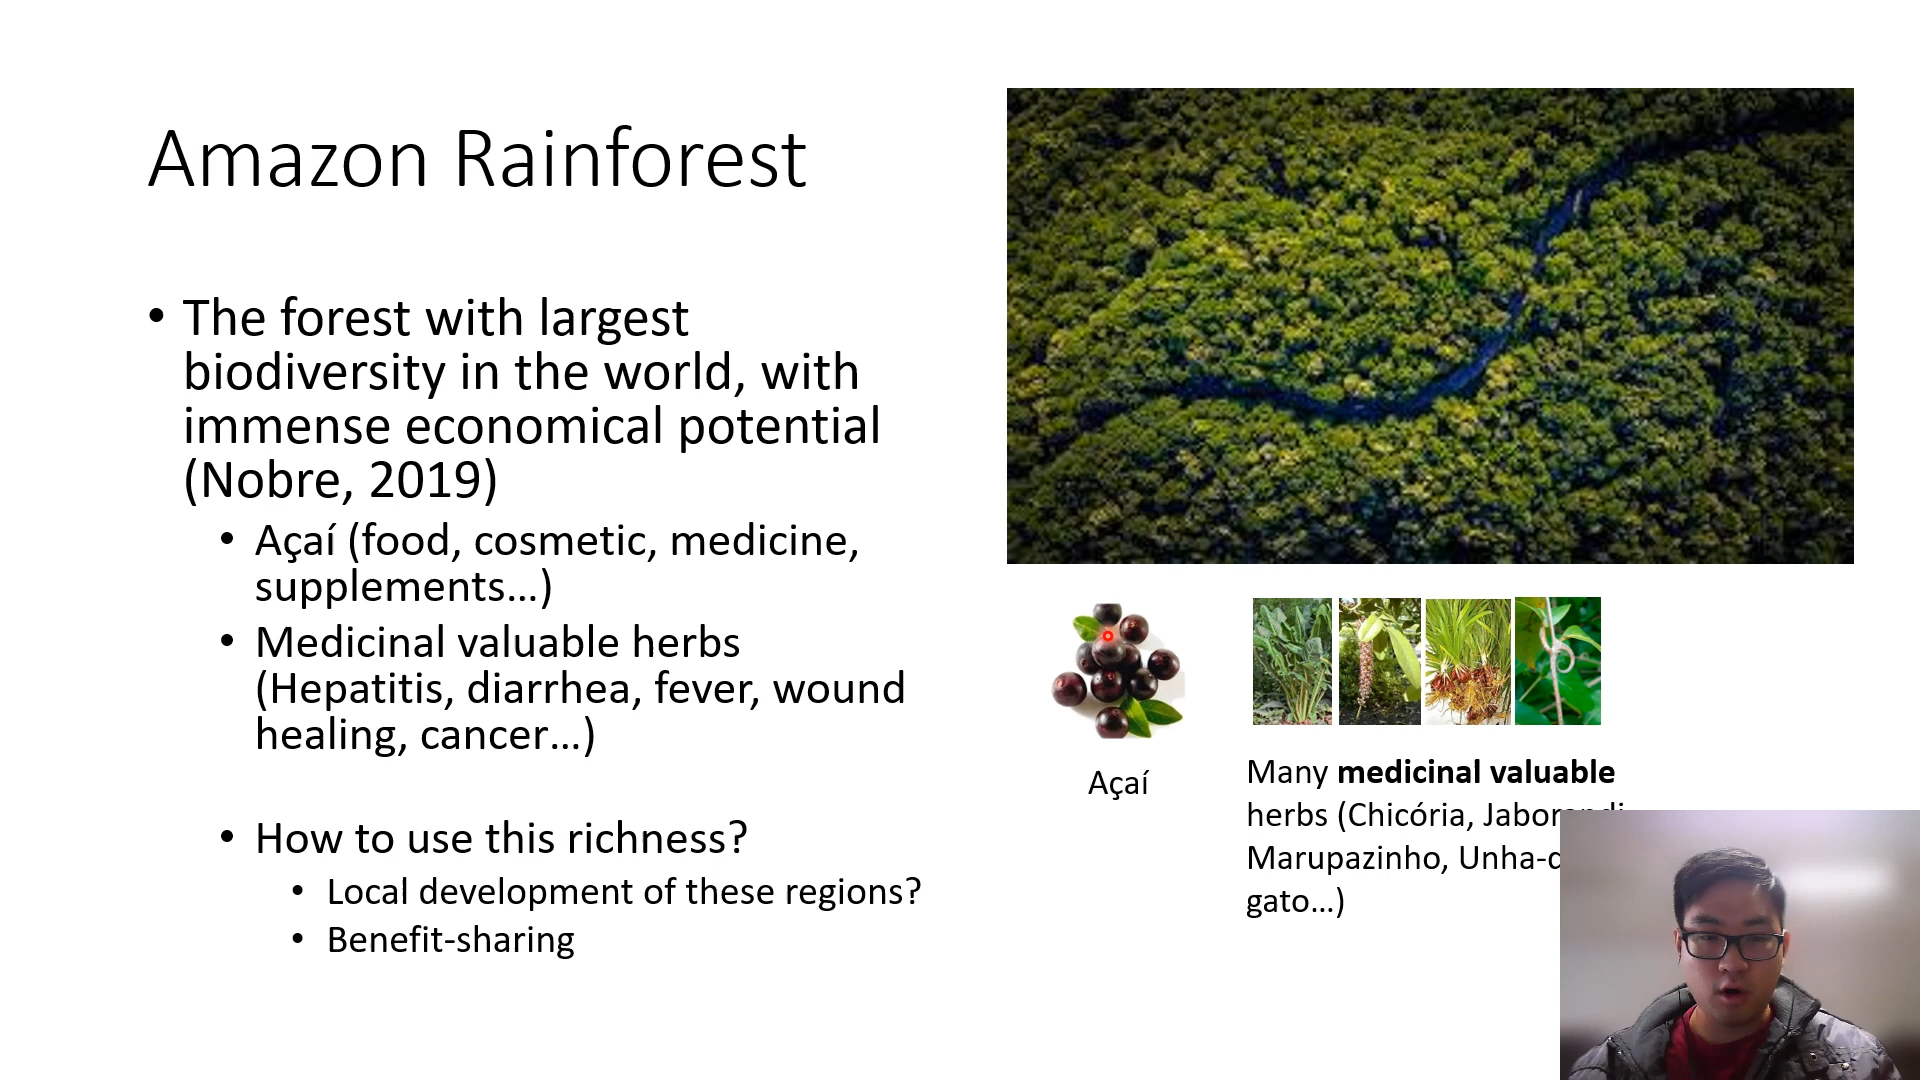 Amazon Rainforest
• The forest with largest
biodiversity in the world, with
immense economical potential
(Nobre, 2019)
• Açaí (food, cosmetic, medicine,
supplements...)
• Medicinal valuable herbs
(Hepatitis, diarrhea, fever, wound
healing, cancer...)
• How to use this richness?
• Local development of these regions?
• Benefit-sharing
Açaí
Many medicinal valuable
herbs (Chicória,
Marupazinho,
gato...)